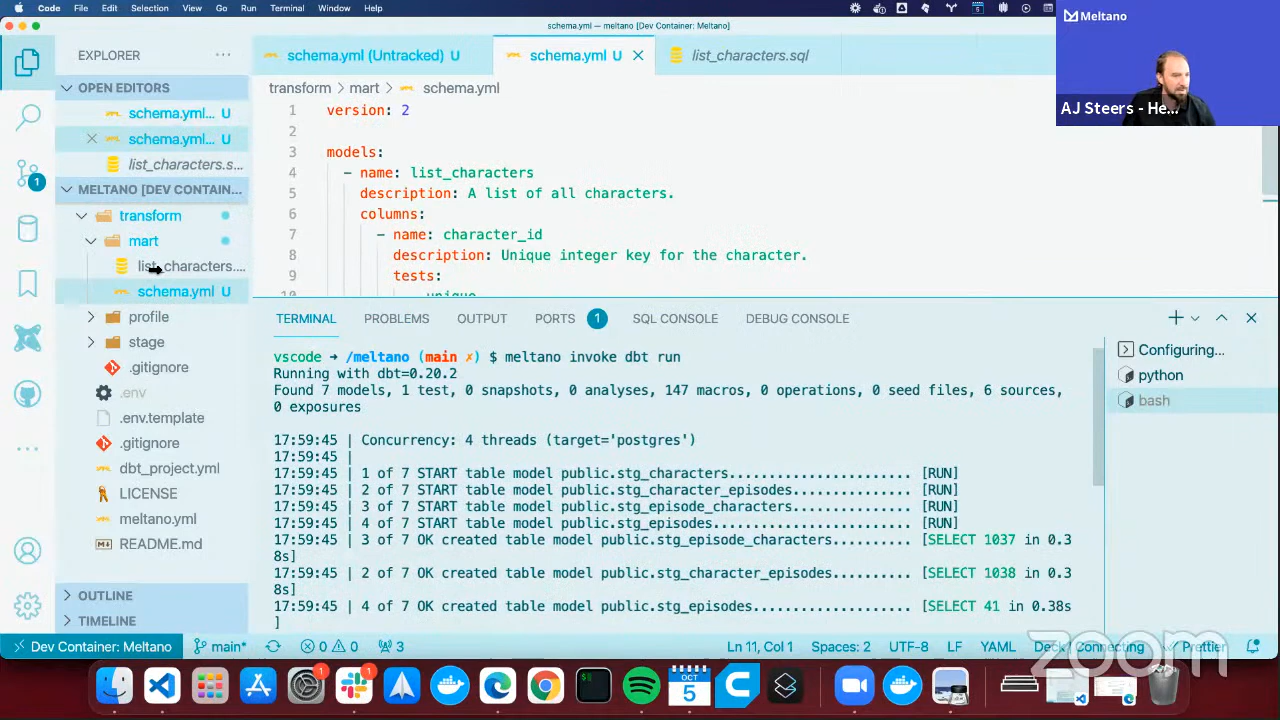 Code File Edit Selection View Go Run Terminal Window Help
schema.yml — meltano [Dev Container: Meltano]
Meltano
AJ Steers - He...
EXPLORER
OPEN EDITORS
schema.yml... U
schema.yml... U
list_characters.s...
MELTANO [DEV CONTAIN...
transform
mart
list_characters....
schema.yml U
profile
stage
.gitignore
.env
.env.template
.gitignore
dbt_project.yml
LICENSE
meltano.yml
README.md
OUTLINE
TIMELINE
1
schema.yml (Untracked) U
schema.yml U
list_characters.sql
transform > mart > schema.yml
1 version: 2
2
3 models:
4 - name: list_characters
5 description: A list of all characters.
6 columns:
7 - name: character_id
8 description: Unique integer key for the character.
9 tests:
10 - unique
TERMINAL PROBLEMS OUTPUT PORTS 1 SQL CONSOLE DEBUG CONSOLE
vscode → /meltano (main ✗) $ meltano invoke dbt run
Running with dbt=0.20.2
Found 7 models, 1 test, 0 snapshots, 0 analyses, 147 macros, 0 operations, 0 seed files, 6 sources,
0 exposures
17:59:45 | Concurrency: 4 threads (target='postgres')
17:59:45 |
17:59:45 | 1 of 7 START table model public.stg_characters...................... [RUN]
17:59:45 | 2 of 7 START table model public.stg_character_episodes.............. [RUN]
17:59:45 | 3 of 7 START table model public.stg_episode_characters.............. [RUN]
17:59:45 | 4 of 7 START table model public.stg_episodes........................ [RUN]
17:59:45 | 3 of 7 OK created table model public.stg_episode_characters.......... [SELECT 1037 in 0.3
8s]
17:59:45 | 2 of 7 OK created table model public.stg_character_episodes.......... [SELECT 1038 in 0.3
8s]
17:59:45 | 4 of 7 OK created table model public.stg_episodes.................... [SELECT 41 in 0.38s
]
Configuring...
python
bash
Dev Container: Meltano main* 0 0 3 Ln 11, Col 1 Spaces: 2 UTF-8 LF YAML Connecting Prettier
zoom
1 1 OCT 5